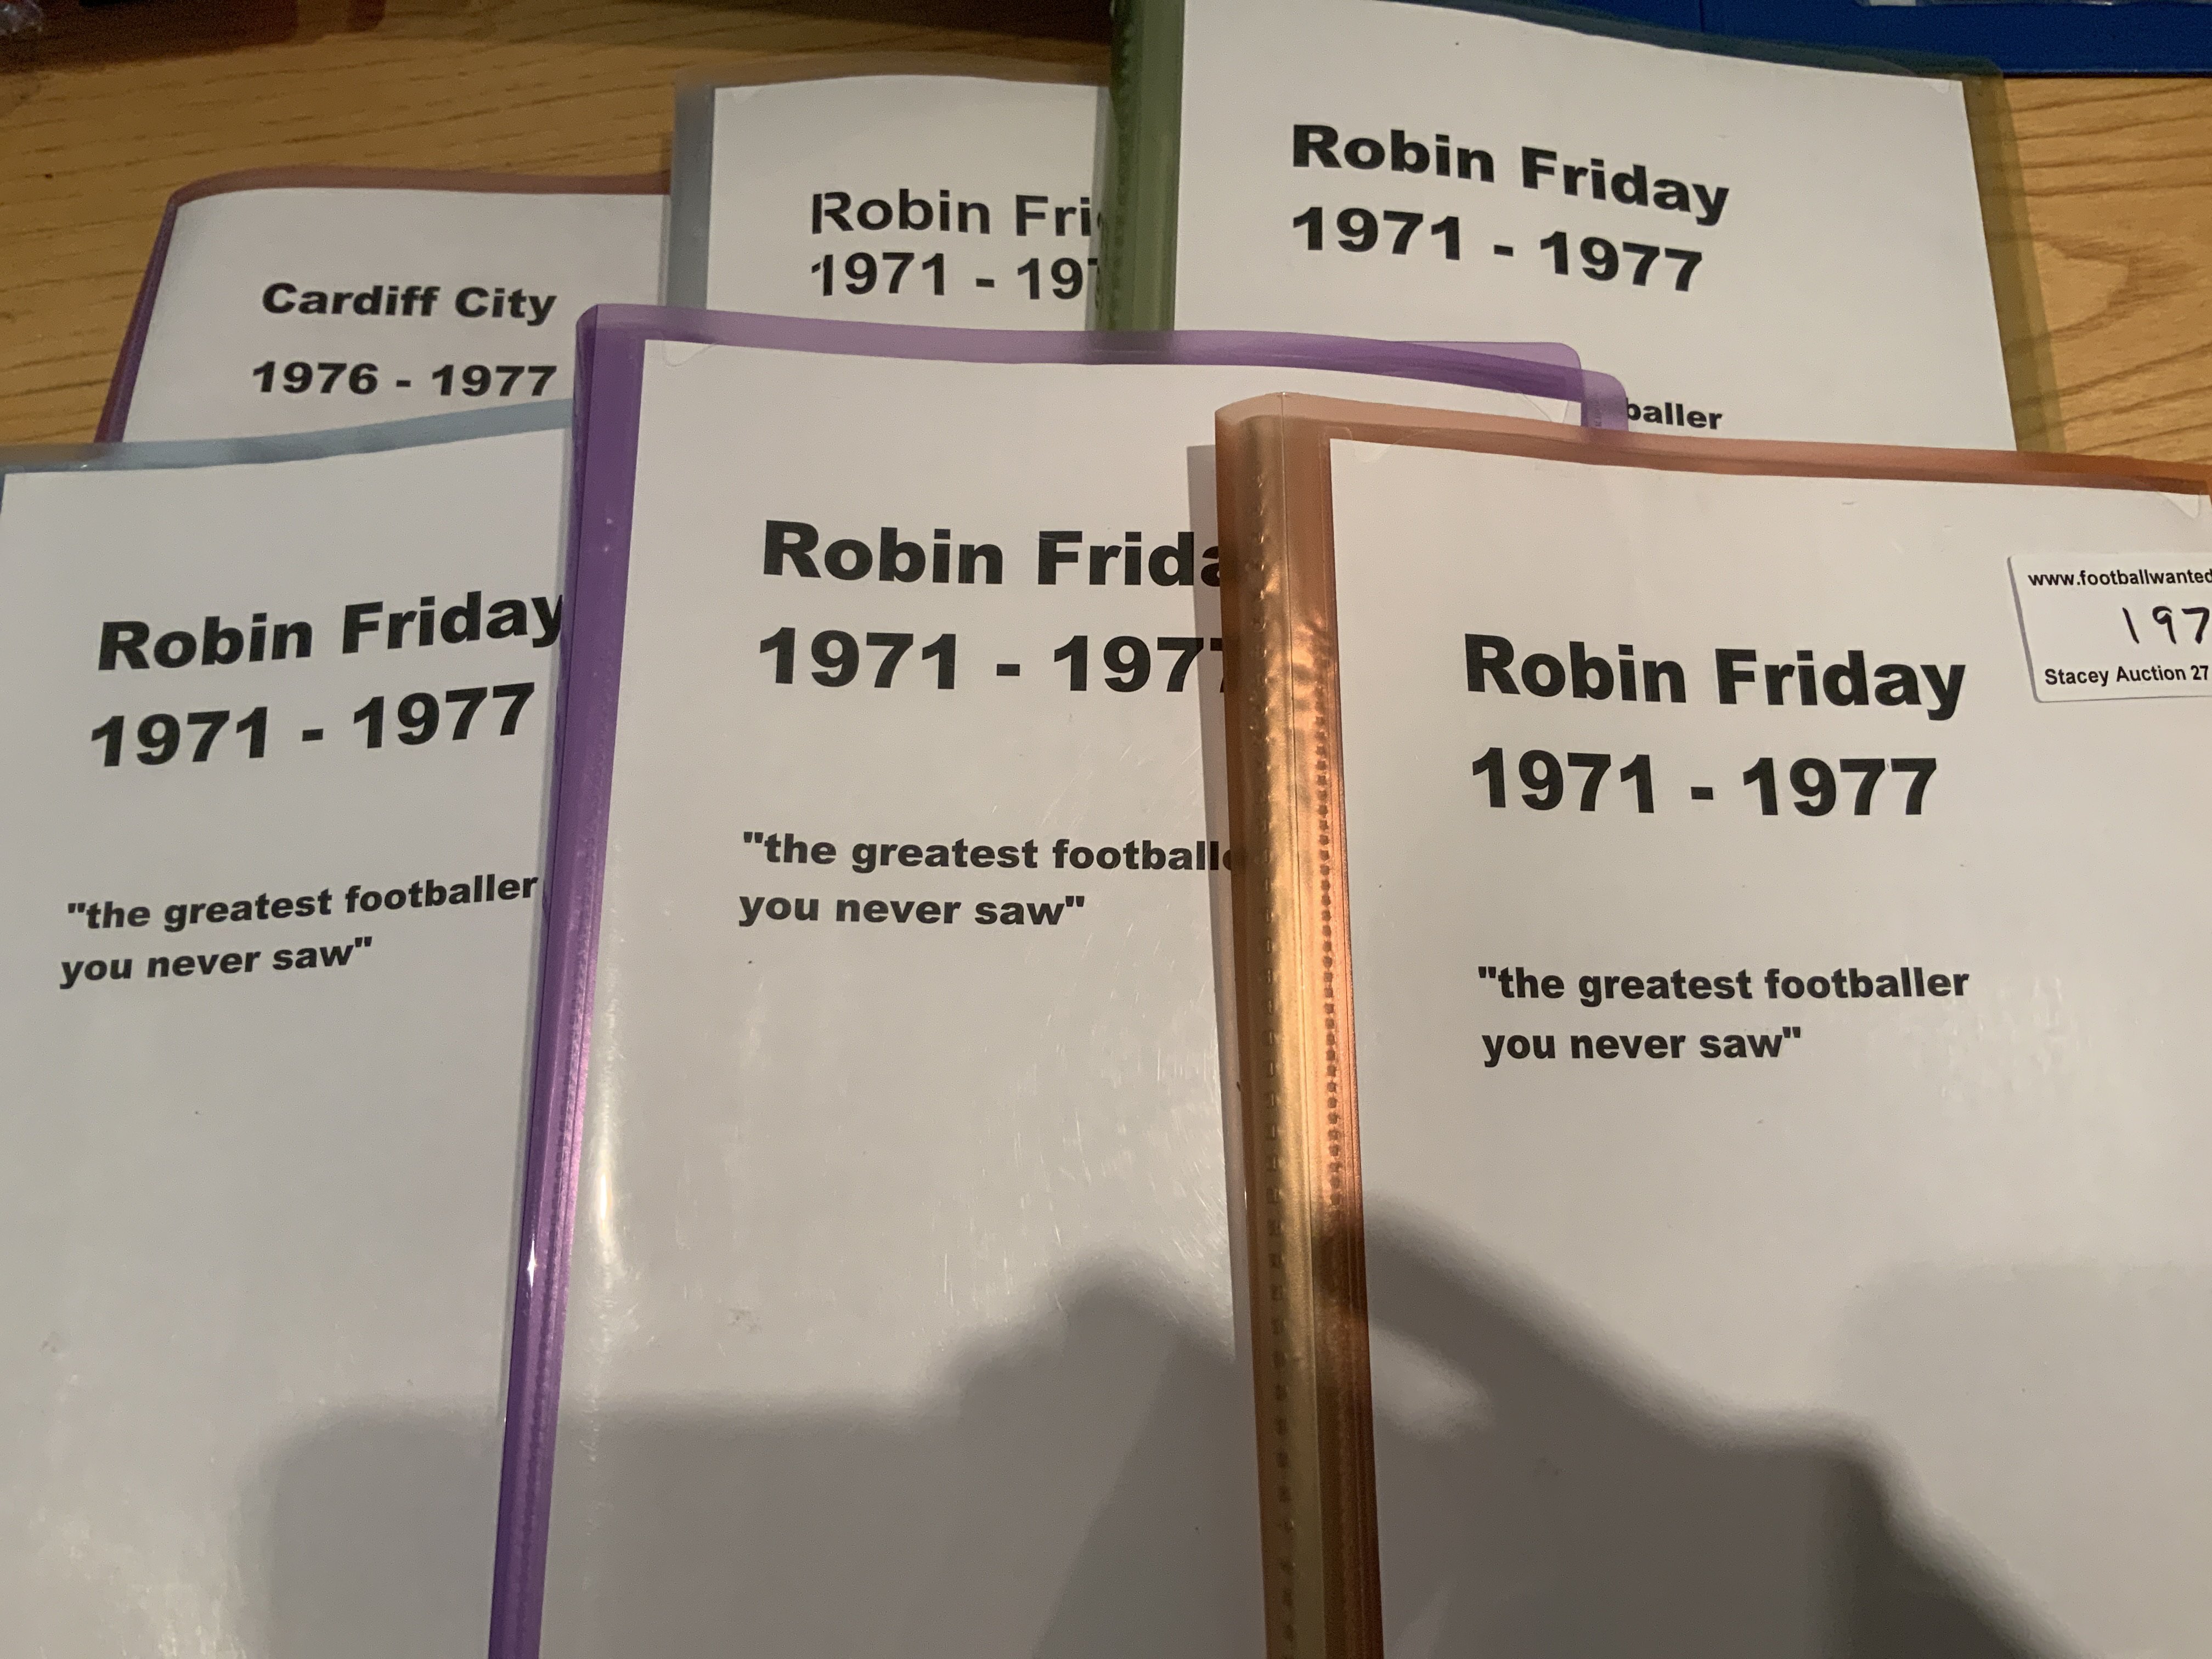 Cardiff City
1976 - 1977
Robin Fri
1971 - 197
Robin Friday
1971 - 1977
baller
Robin Friday
1971 - 1977
"the greatest footballer
you never saw"
Robin Frida
1971 - 197
"the greatest footballe
you never saw"
Robin Friday
1971 - 1977
"the greatest footballer
you never saw"
www.footballwanted
197
Stacey Auction 27